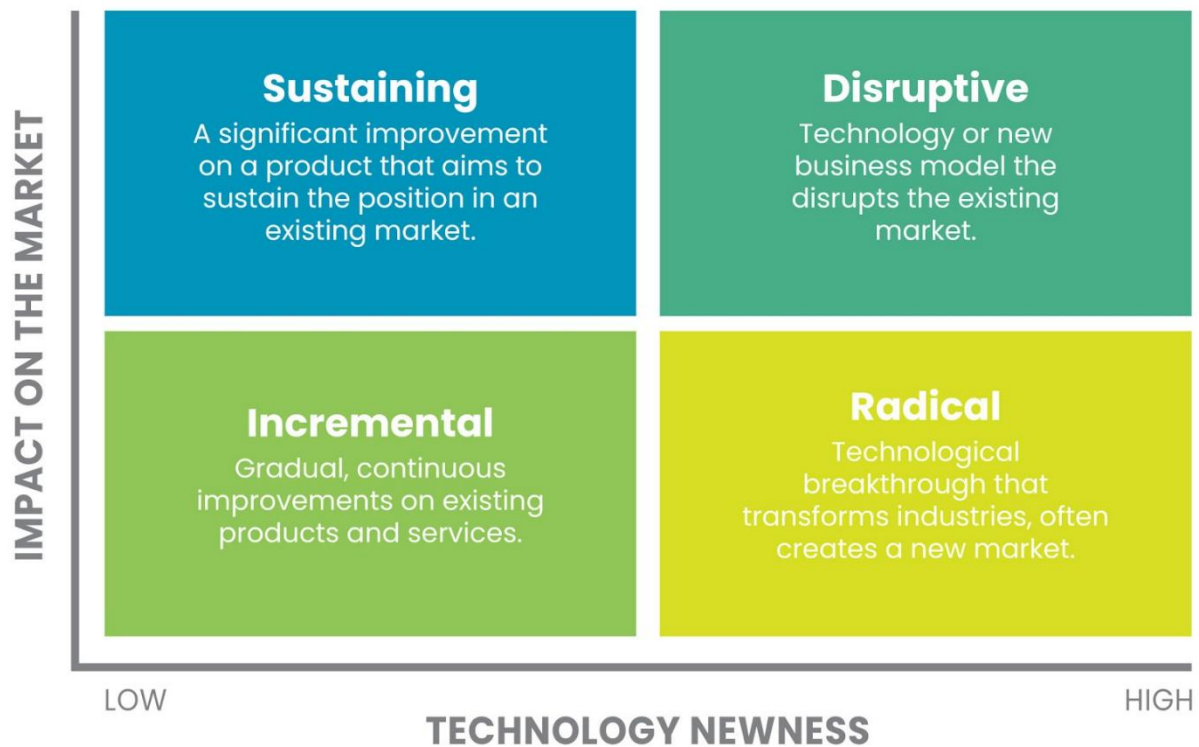 IMPACT ON THE MARKET
Sustaining
A significant improvement
on a product that aims to
sustain the position in an
existing market.
Disruptive
Technology or new
business model the
disrupts the existing
market.
Incremental
Gradual, continuous
improvements on existing
products and services.
Radical
Technological
breakthrough that
transforms industries, often
creates a new market.
LOW
HIGH
TECHNOLOGY NEWNESS